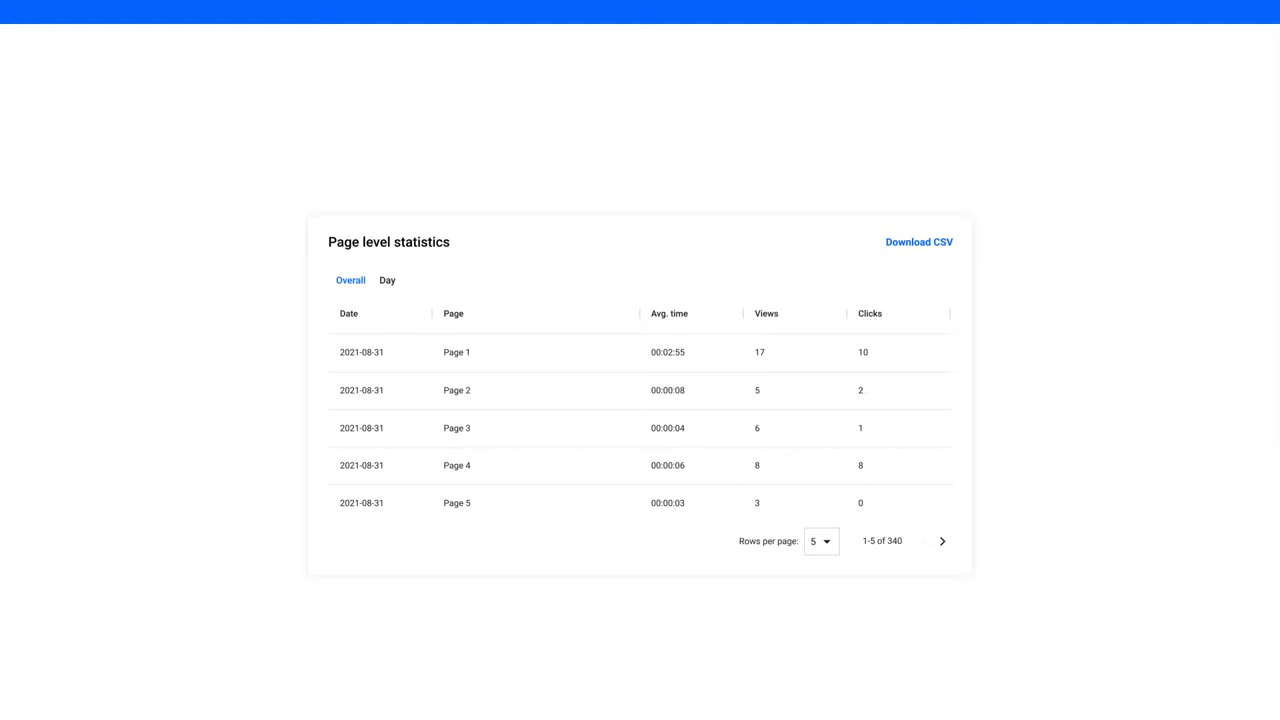 Page level statistics Download CSV
Overall Day
Date Page Avg. time Views Clicks
2021-08-31 Page 1 00:02:55 17 10
2021-08-31 Page 2 00:00:08 5 2
2021-08-31 Page 3 00:00:04 6 1
2021-08-31 Page 4 00:00:06 8 8
2021-08-31 Page 5 00:00:03 3 0
Rows per page: 5 1-5 of 340